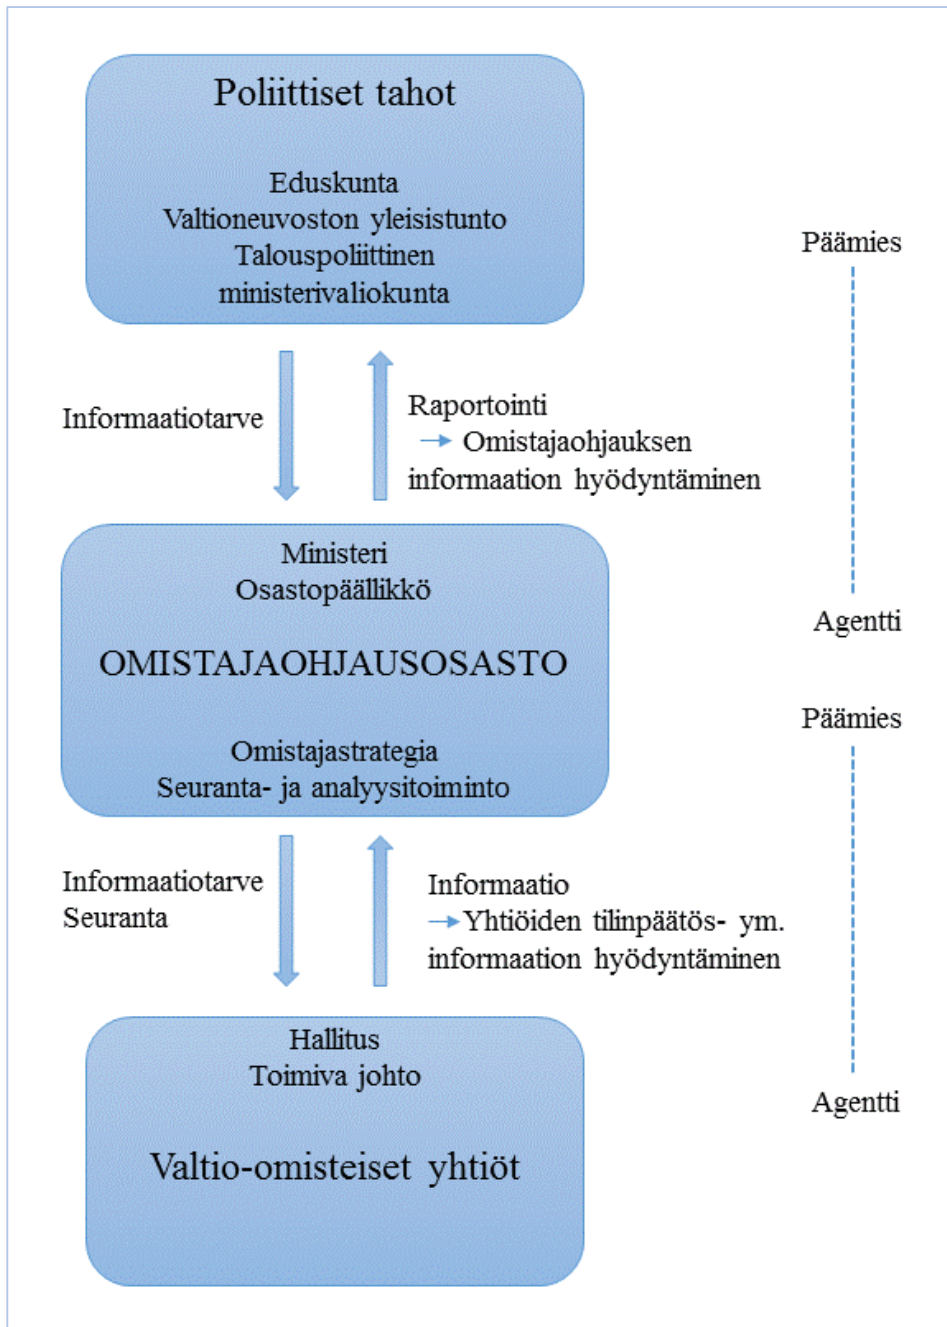 Poliittiset tahot
Eduskunta
Valtioneuvoston yleisistunto
Talouspoliittinen
ministerivaliokunta
Päämies
Informaatiotarve
Raportointi
→ Omistajaohjauksen
informaation hyödyntäminen
Agentti
Ministeri
Osastopäällikkö
OMISTAJAOHJAUSOSASTO
Omistajastrategia
Seuranta- ja analyysitoiminto
Päämies
Informaatiotarve
Seuranta
Informaatio
→ Yhtiöiden tilinpäätös- ym.
informaation hyödyntäminen
Hallitus
Toimiva johto
Valtio-omisteiset yhtiöt
Agentti